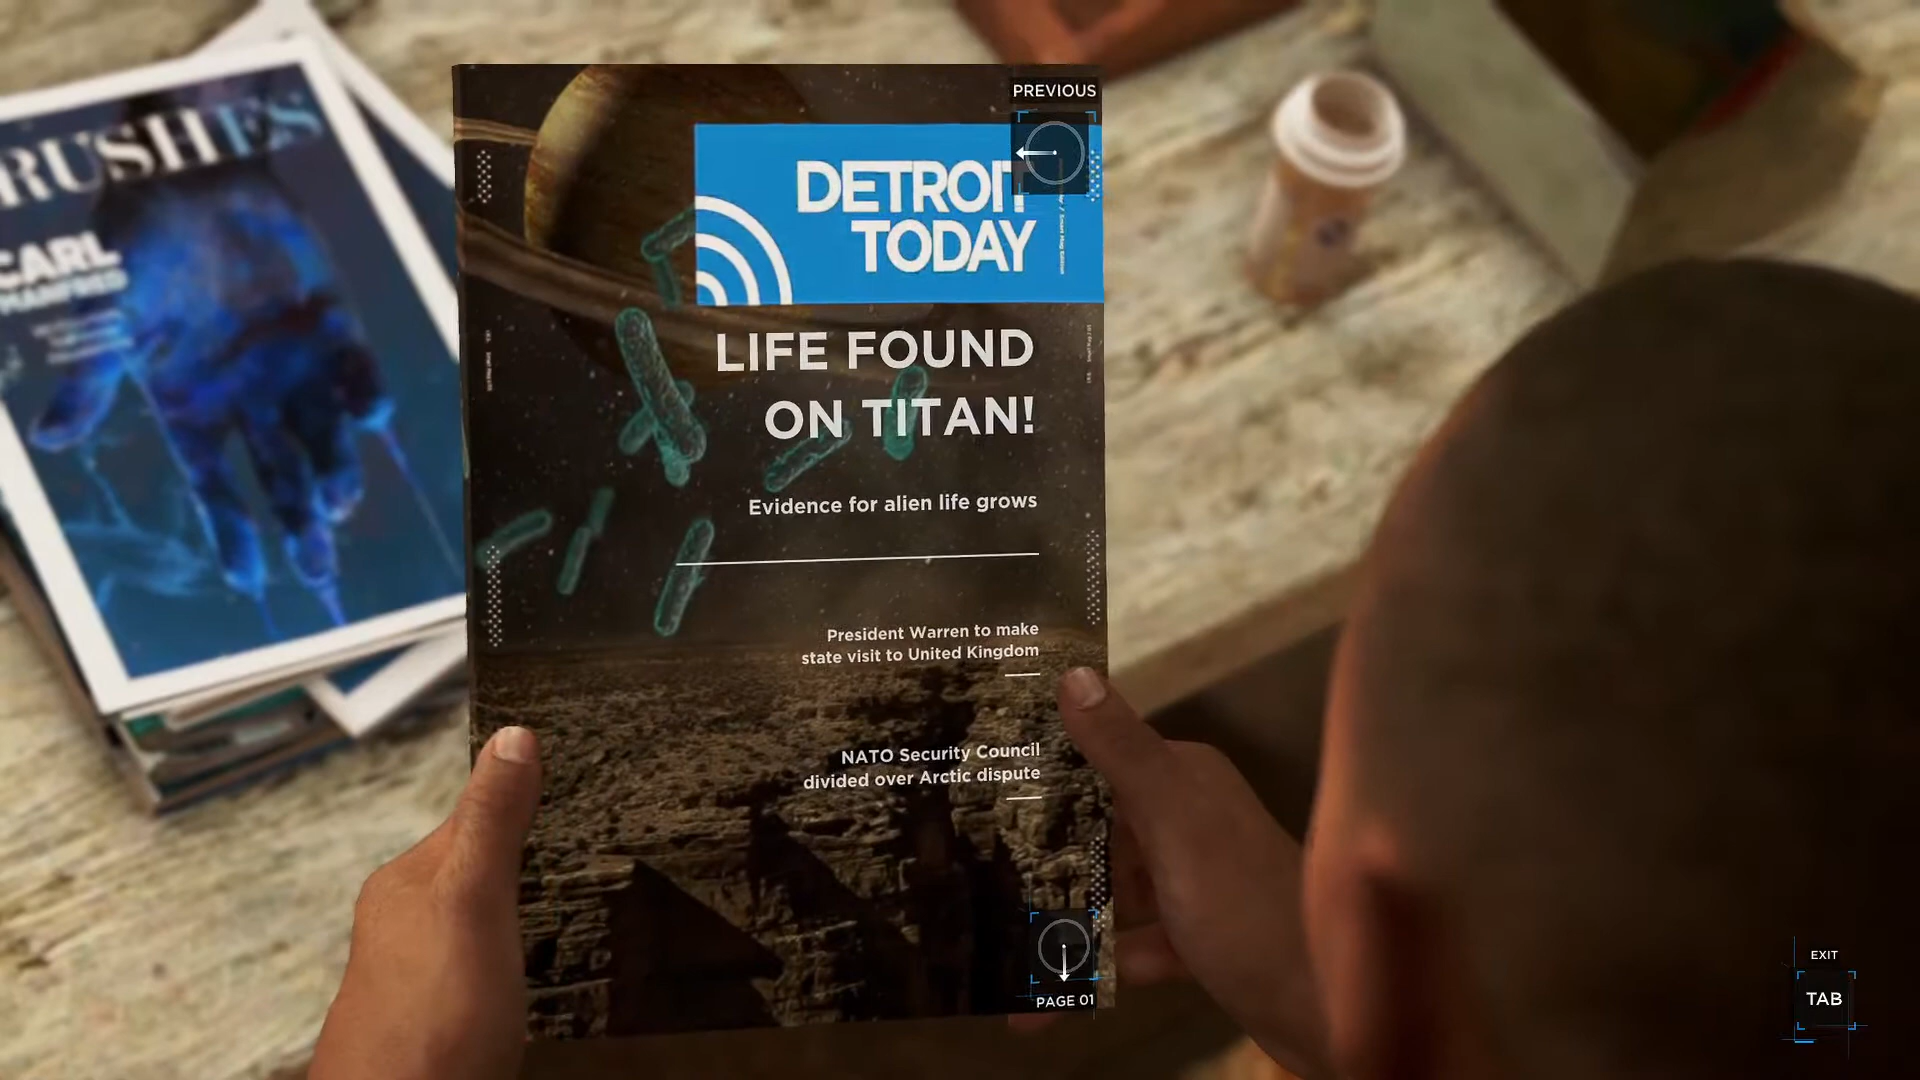 RUSHES
CARL
MANFRED
PREVIOUS
DETROIT
TODAY
LIFE FOUND
ON TITAN!
Evidence for alien life grows
President Warren to make
state visit to United Kingdom
NATO Security Council
divided over Arctic dispute
PAGE 01
EXIT
TAB